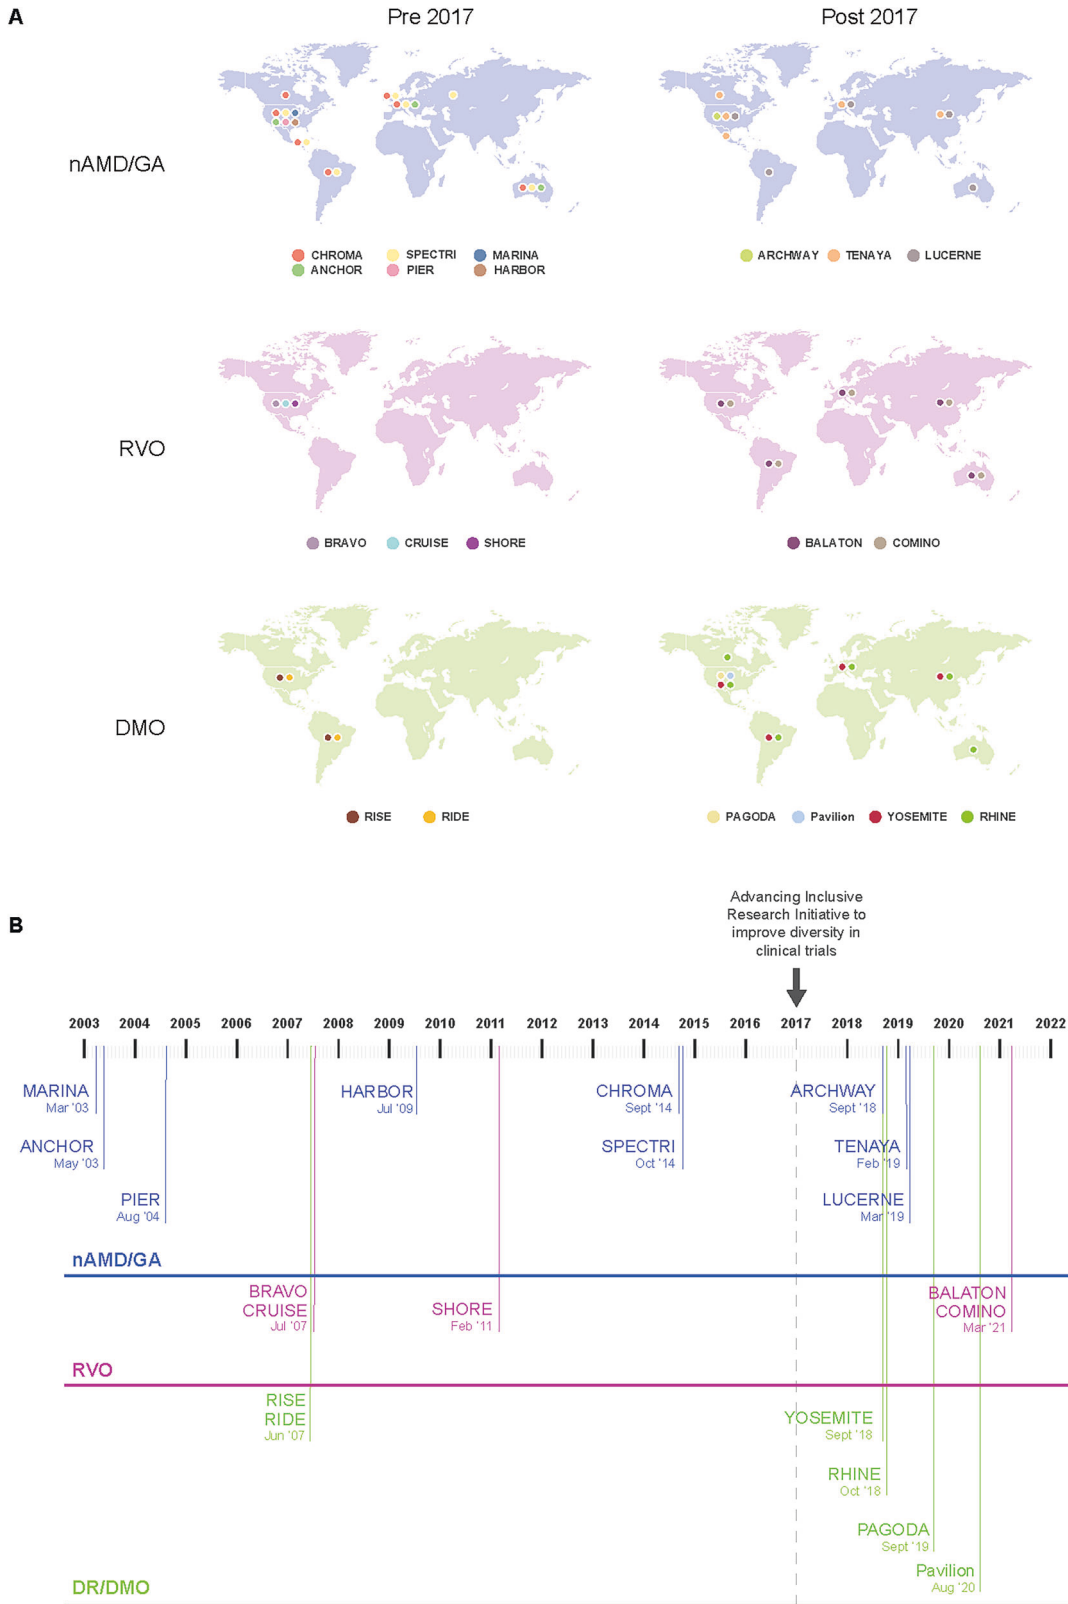 A
Pre 2017
Post 2017
nAMD/GA
CHROMA SPECTRI MARINA
ANCHOR PIER HARBOR
ARCHWAY TENAYA LUCERNE
RVO
BRAVO CRUISE SHORE
BALATON COMINO
DMO
RISE RIDE
PAGODA Pavilion YOSEMITE RHINE
B
Advancing Inclusive
Research Initiative to
improve diversity in
clinical trials
2003 2004 2005 2006 2007 2008 2009 2010 2011 2012 2013 2014 2015 2016 2017 2018 2019 2020 2021 2022
MARINA
Mar '03
ANCHOR
May '03
PIER
Aug '04
HARBOR
Jul '09
CHROMA
Sept '14
SPECTRI
Oct '14
ARCHWAY
Sept '18
TENAYA
Feb '19
LUCERNE
Mar '19
nAMD/GA
BRAVO
CRUISE
Jul '07
SHORE
Feb '11
BALATON
COMINO
Mar '21
RVO
RISE
RIDE
Jun '07
YOSEMITE
Sept '18
RHINE
Oct '18
PAGODA
Sept '19
Pavilion
Aug '20
DR/DMO